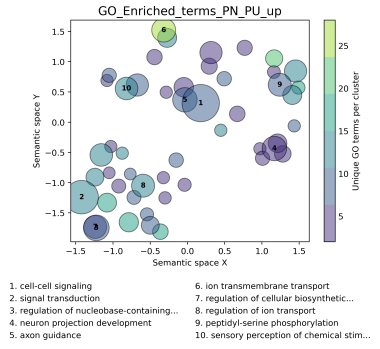 GO_Enriched_terms_PN_PU_up
Semantic space Y
1.5
1.0
0.5
0.0
−0.5
−1.0
−1.5
−1.5 −1.0 −0.5 0.0 0.5 1.0 1.5
Semantic space X
6
10
5
1
9
4
8
2
3
25
20
15
10
5
Unique GO terms per cluster
1. cell-cell signaling
2. signal transduction
3. regulation of nucleobase-containing...
4. neuron projection development
5. axon guidance
6. ion transmembrane transport
7. regulation of cellular biosynthetic...
8. regulation of ion transport
9. peptidyl-serine phosphorylation
10. sensory perception of chemical stim...